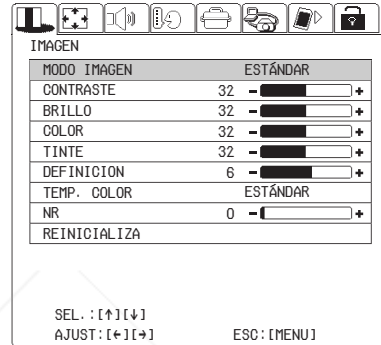 IMAGEN
MODO IMAGEN ESTÁNDAR
CONTRASTE 32 - +
BRILLO 32 - +
COLOR 32 - +
TINTE 32 - +
DEFINICION 6 - +
TEMP. COLOR ESTÁNDAR
NR 0 - +
REINICIALIZA
SEL.:[↑][↓]
AJUST:[←][→] ESC:[MENU]